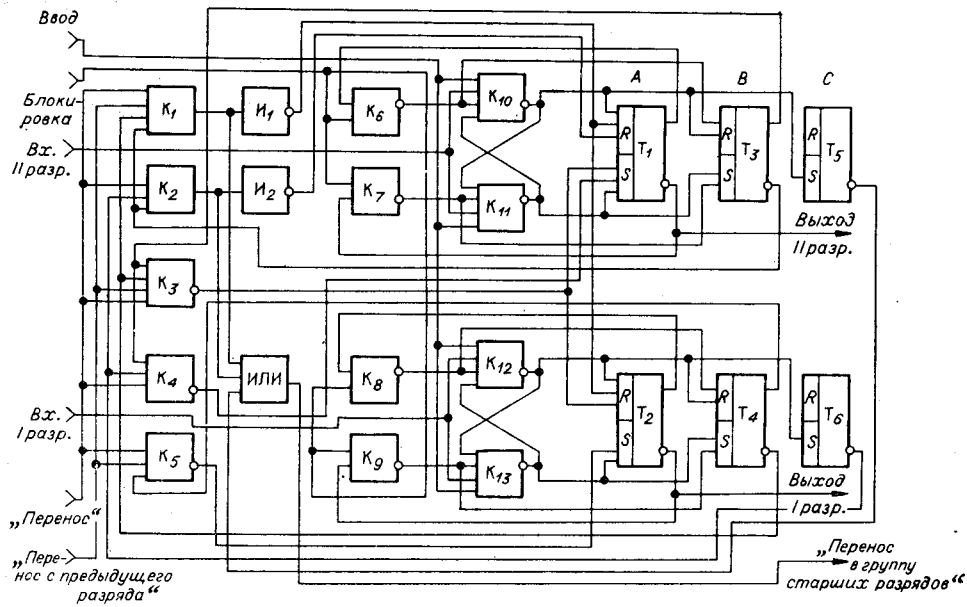 Ввод
Блоки-
ровка
Вх.
II разр.
Вх.
I разр.
„Перенос“
„Пере-
нос с предыдущего
разряда“
K1
K2
K3
K4
K5
И1
И2
ИЛИ
K6
K7
K8
K9
K10
K11
K12
K13
A
B
C
R
S
T1
R
S
T3
R
S
T5
Выход
II разр.
R
S
T2
R
S
T4
R
S
T6
Выход
I разр.
„Перенос
в группу
старших разрядов“